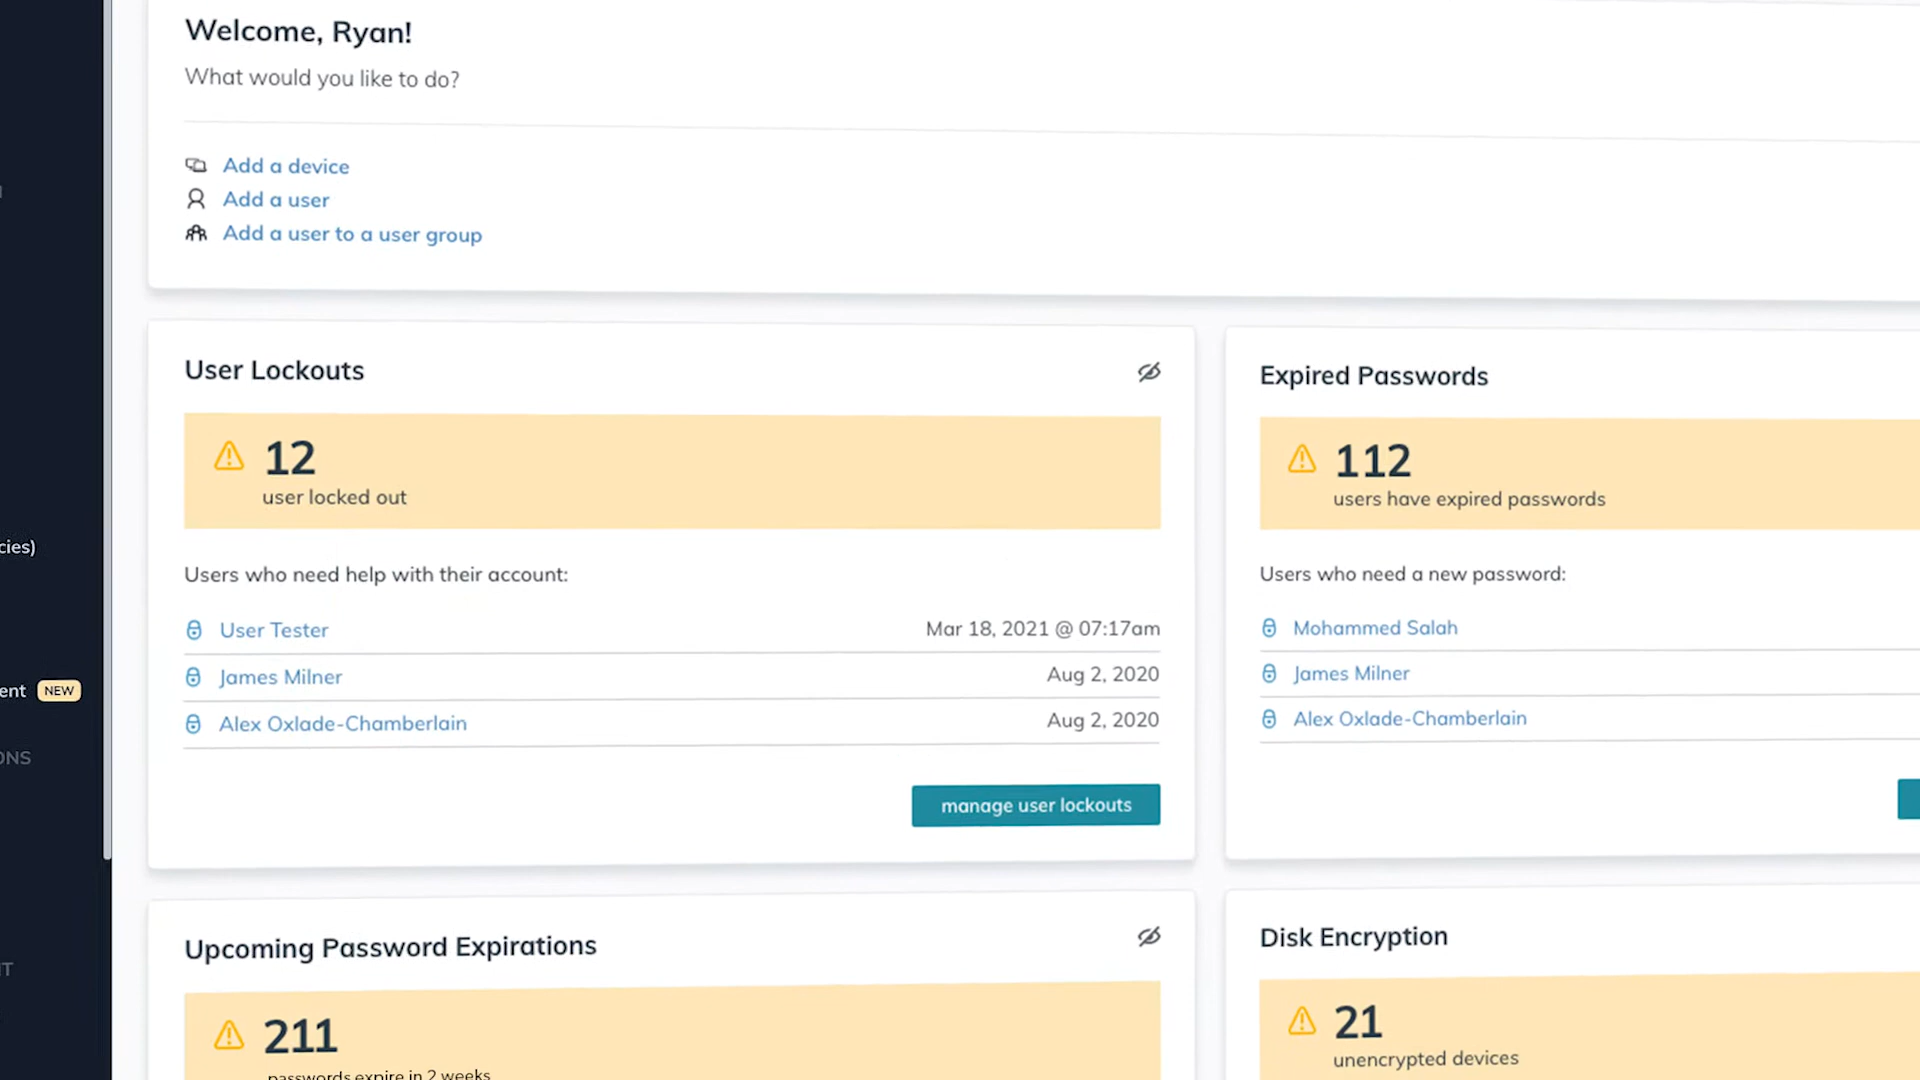 Welcome, Ryan!
What would you like to do?
Add a device
Add a user
Add a user to a user group
User Lockouts
12
user locked out
Users who need help with their account:
User Tester Mar 18, 2021 @ 07:17am
James Milner Aug 2, 2020
Alex Oxlade-Chamberlain Aug 2, 2020
manage user lockouts
Expired Passwords
112
users have expired passwords
Users who need a new password:
Mohammed Salah
James Milner
Alex Oxlade-Chamberlain
Upcoming Password Expirations
211
passwords expire in 2 weeks
Disk Encryption
21
unencrypted devices
cies)
ent NEW
ONS